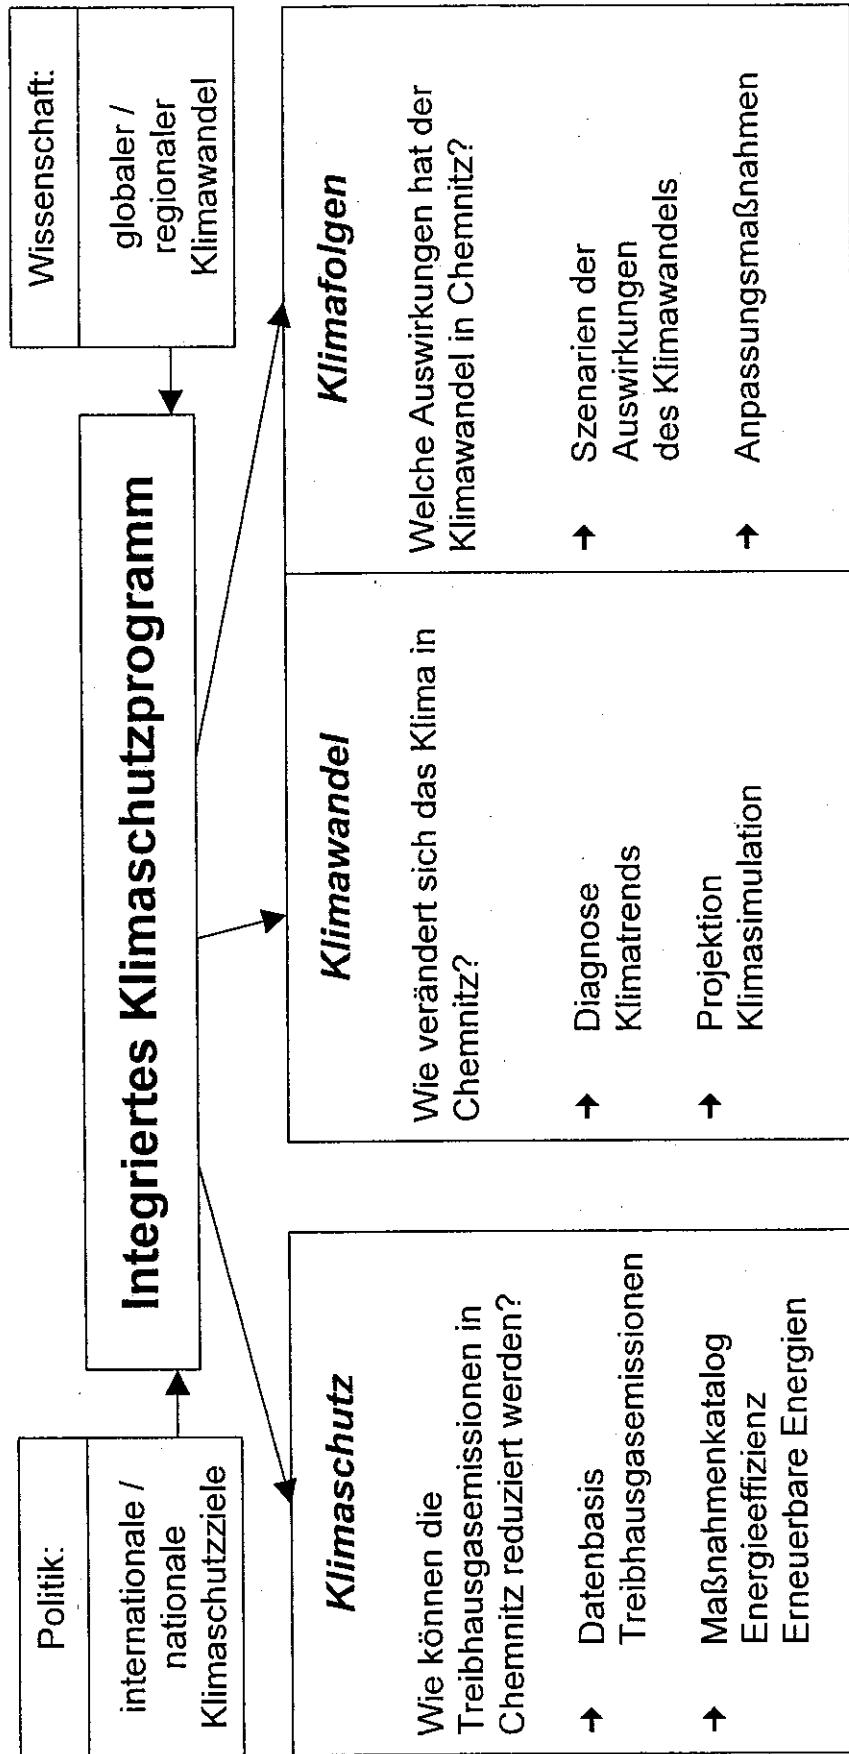 Politik:
internationale /
nationale
Klimaschutzziele
Integriertes Klimaschutzprogramm
Wissenschaft:
globaler /
regionaler
Klimawandel
Klimaschutz
Wie können die
Treibhausgasemissionen in
Chemnitz reduziert werden?
→ Datenbasis
Treibhausgasemissionen
→ Maßnahmenkatalog
Energieeffizienz
Erneuerbare Energien
Klimawandel
Wie verändert sich das Klima in
Chemnitz?
→ Diagnose
Klimatrends
→ Projektion
Klimasimulation
Klimafolgen
Welche Auswirkungen hat der
Klimawandel in Chemnitz?
→ Szenarien der
Auswirkungen
des Klimawandels
→ Anpassungsmaßnahmen